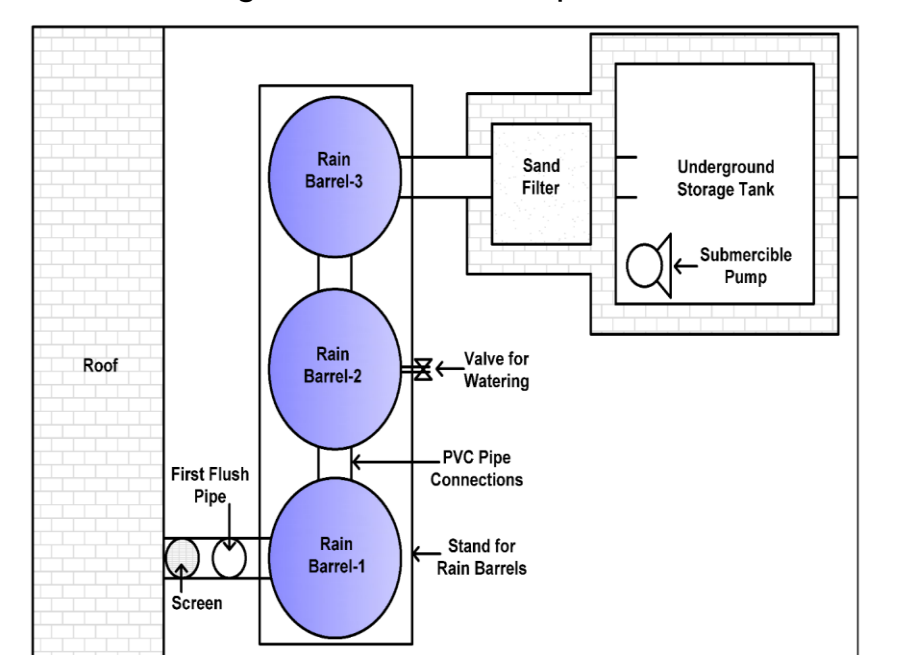 Rain
Barrel-3
Sand
Filter
Underground
Storage Tank
Submercible
Pump
Roof
Rain
Barrel-2
Valve for
Watering
First Flush
Pipe
PVC Pipe
Connections
Rain
Barrel-1
Stand for
Rain Barrels
Screen